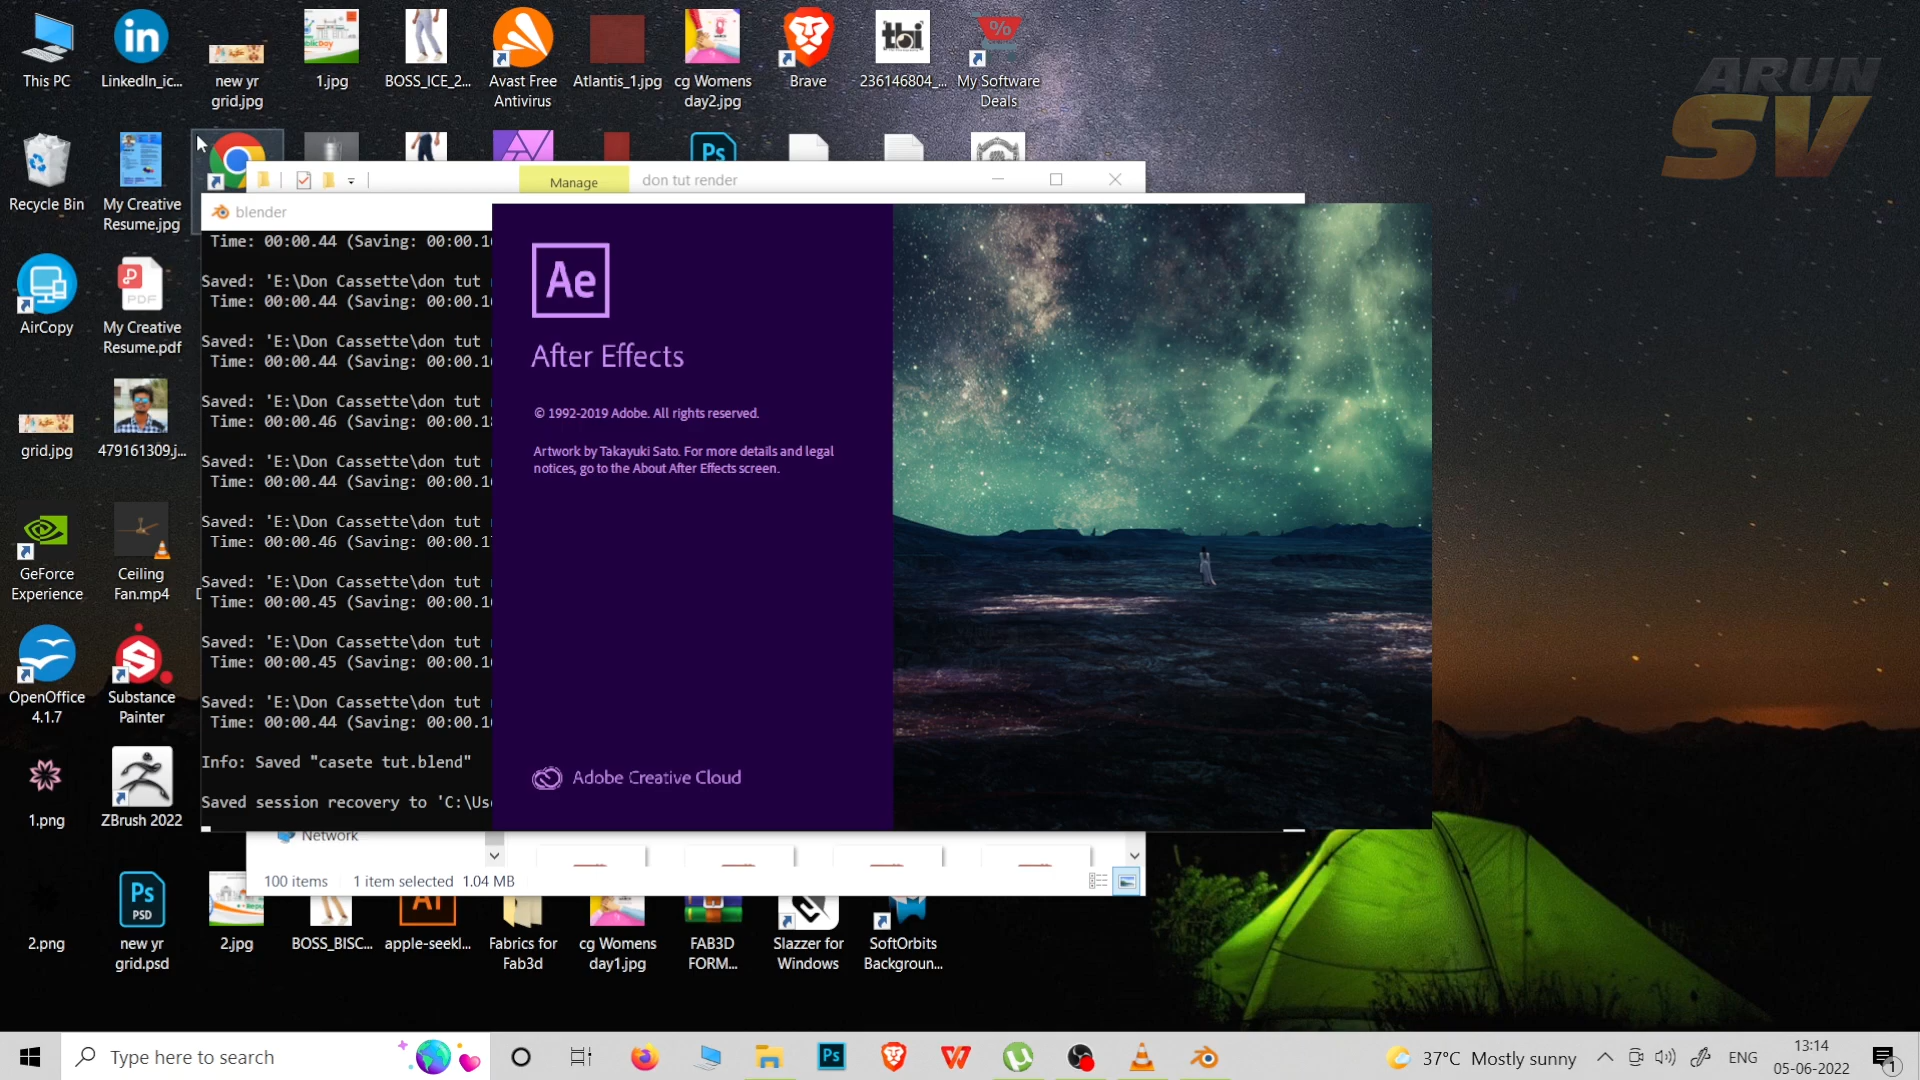 This PC
LinkedIn_ic...
new yr
grid.jpg
1.jpg
BOSS_ICE_2...
Avast Free
Antivirus
Atlantis_1.jpg
cg Womens
day2.jpg
Brave
tbi
236146804_...
My Software
Deals
ARUN
SV
Recycle Bin
My Creative
Resume.jpg
Ps
Manage
don tut render
blender
Time: 00:00.44 (Saving: 00:00.1
Saved: 'E:\Don Cassette\don tut
Time: 00:00.44 (Saving: 00:00.1
Saved: 'E:\Don Cassette\don tut
Time: 00:00.44 (Saving: 00:00.1
Saved: 'E:\Don Cassette\don tut
Time: 00:00.46 (Saving: 00:00.1
Saved: 'E:\Don Cassette\don tut
Time: 00:00.44 (Saving: 00:00.1
Saved: 'E:\Don Cassette\don tut
Time: 00:00.46 (Saving: 00:00.1
Saved: 'E:\Don Cassette\don tut
Time: 00:00.45 (Saving: 00:00.1
Saved: 'E:\Don Cassette\don tut
Time: 00:00.45 (Saving: 00:00.1
Saved: 'E:\Don Cassette\don tut
Time: 00:00.44 (Saving: 00:00.1
Info: Saved "casete tut.blend"
Saved session recovery to 'C:\Us
Ae
After Effects
© 1992-2019 Adobe. All rights reserved.
Artwork by Takayuki Sato. For more details and legal
notices, go to the About After Effects screen.
Adobe Creative Cloud
AirCopy
PDF
My Creative
Resume.pdf
grid.jpg
479161309.j...
GeForce
Experience
Ceiling
Fan.mp4
OpenOffice
4.1.7
Substance
Painter
1.png
ZBrush 2022
Network
100 items
1 item selected 1.04 MB
2.png
Ps
PSD
new yr
grid.psd
2.jpg
BOSS_BISC...
apple-seekl...
Fabrics for
Fab3d
cg Womens
day1.jpg
FAB3D
FORM...
Slazzer for
Windows
SoftOrbits
Backgroun...
Type here to search
Ps
37°C Mostly sunny
ENG
13:14
05-06-2022
1